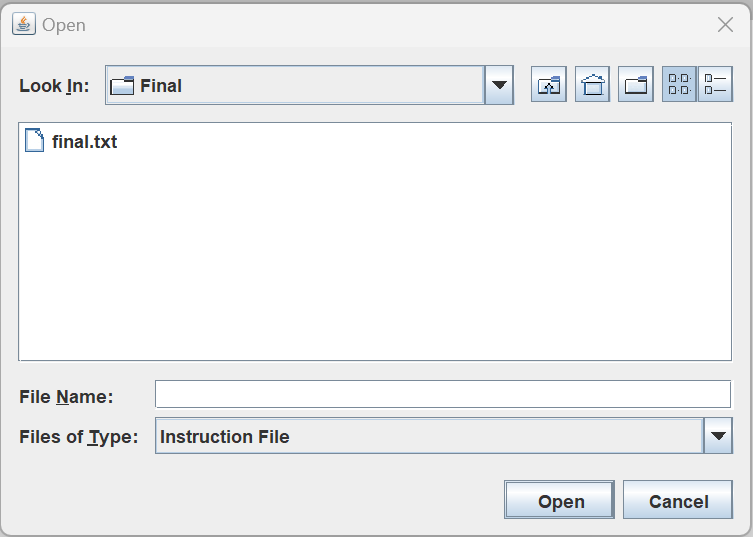 Open
Look In: Final
final.txt
File Name:
Files of Type: Instruction File
Open Cancel